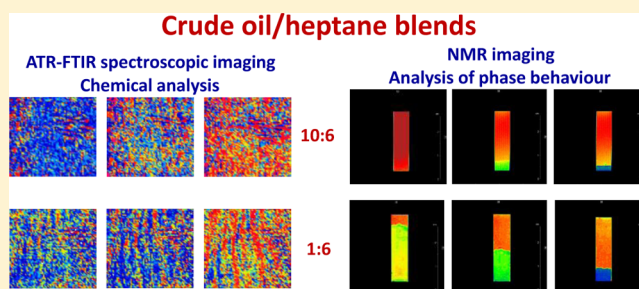 Crude oil/heptane blends
ATR-FTIR spectroscopic imaging
Chemical analysis
NMR imaging
Analysis of phase behaviour
10:6
1:6